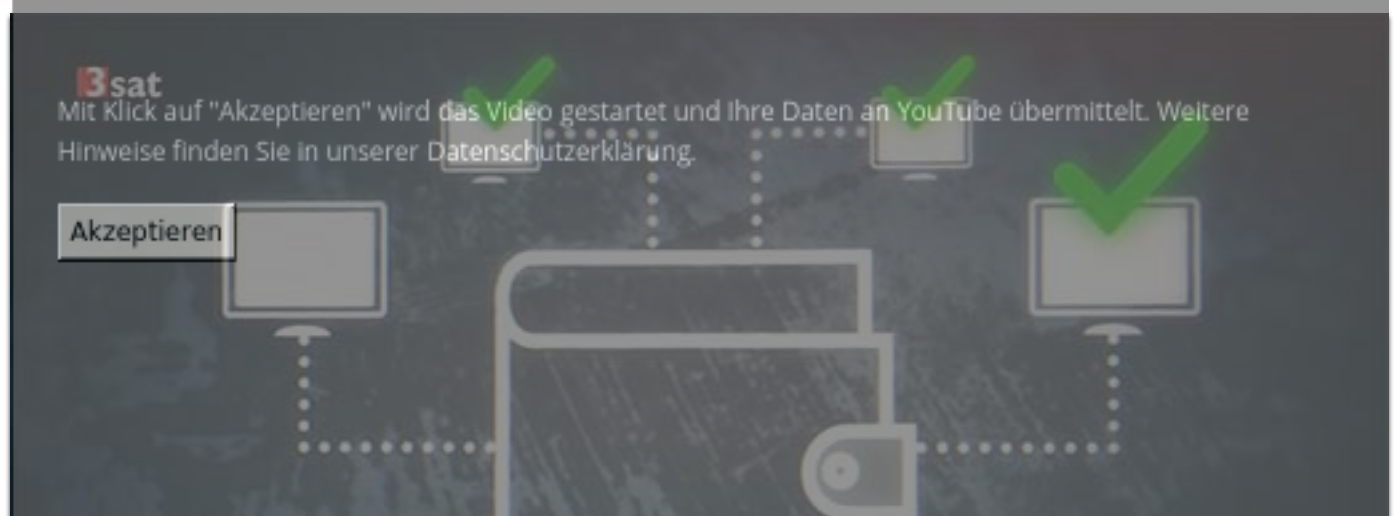 3sat
Mit Klick auf "Akzeptieren" wird das Video gestartet und Ihre Daten an YouTube übermittelt. Weitere
Hinweise finden Sie in unserer Datenschutzerklärung.
Akzeptieren